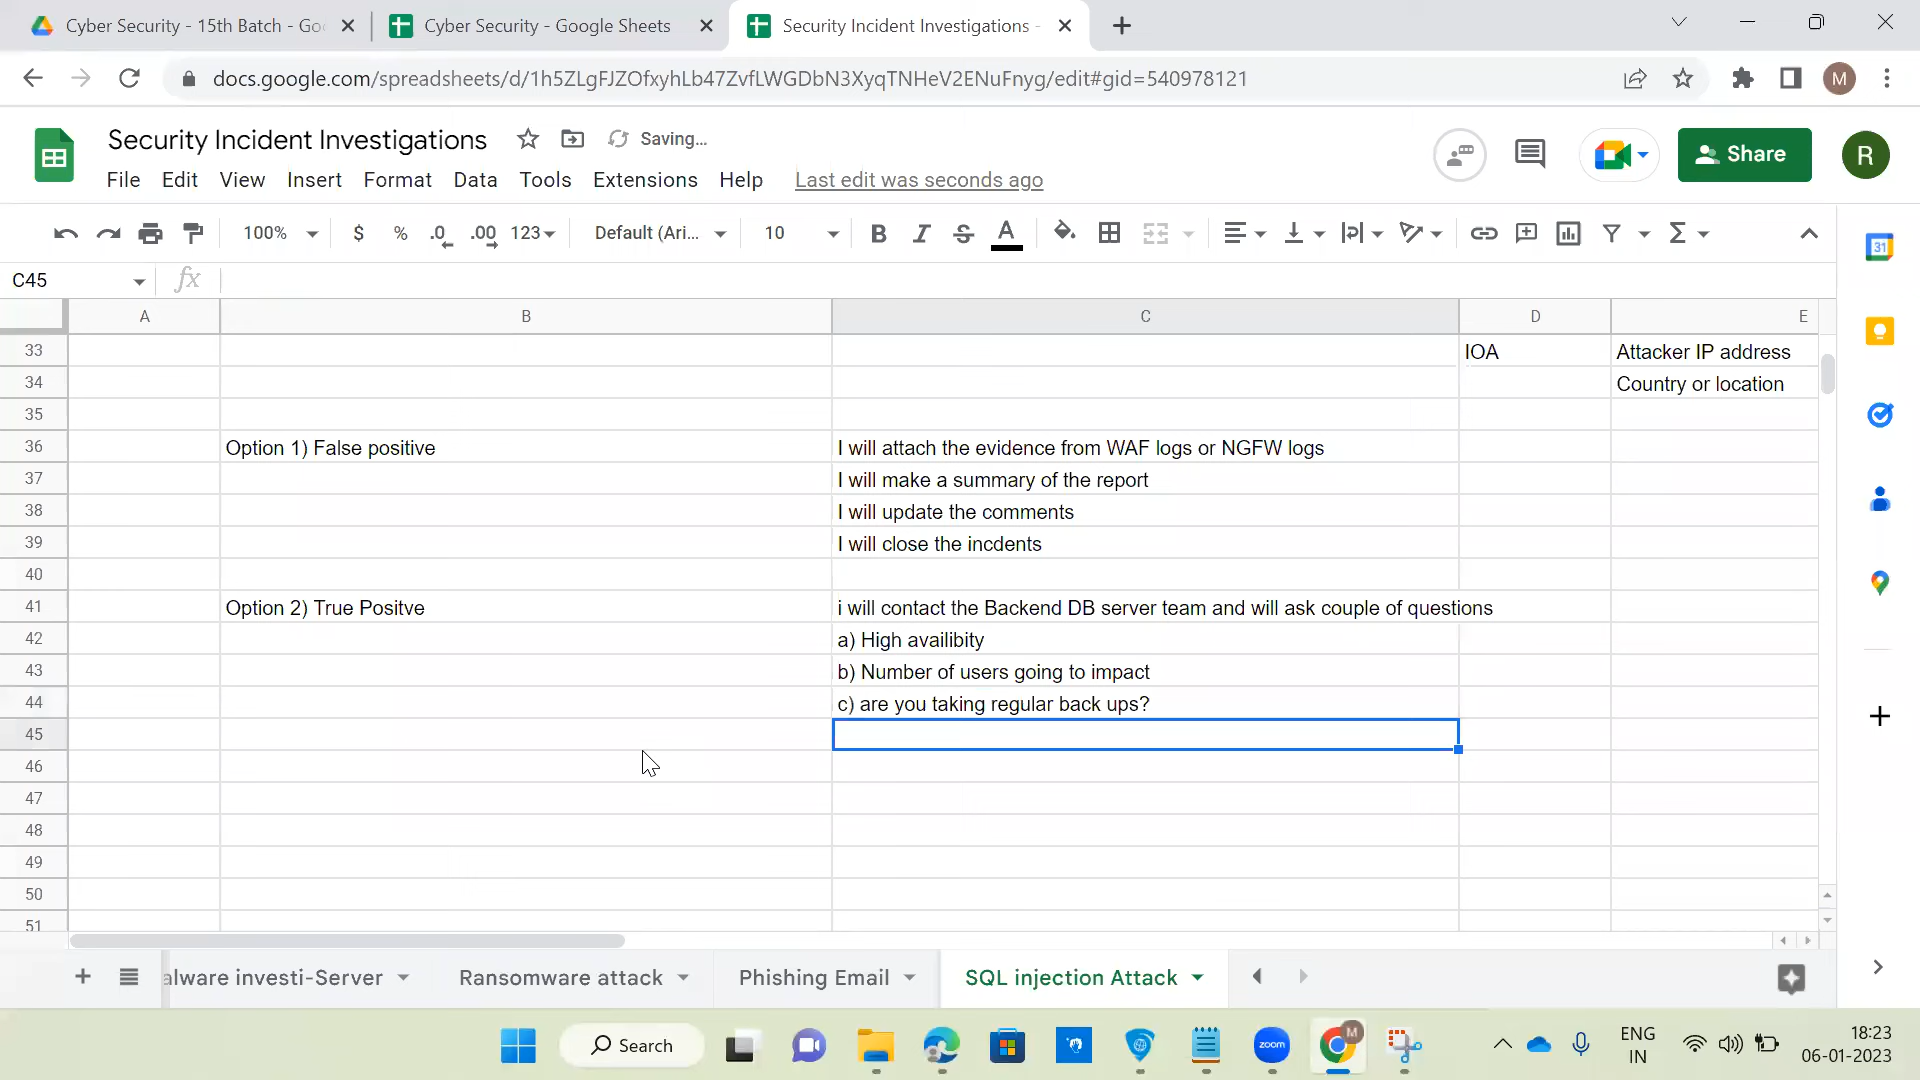 Cyber Security - 15th Batch - Go
Cyber Security - Google Sheets
Security Incident Investigations -
docs.google.com/spreadsheets/d/1h5ZLgFJZOfxyhLb47ZvfLWGDbN3XyqTNHeV2ENuFnyg/edit#gid=540978121
M
Security Incident Investigations
Saving...
Share
R
File Edit View Insert Format Data Tools Extensions Help Last edit was seconds ago
100% $ % .0 .00 123 Default (Ari... 10 B I S A
31
C45 fx
A B C D E
33 IOA Attacker IP address
34 Country or location
35
36 Option 1) False positive I will attach the evidence from WAF logs or NGFW logs
37 I will make a summary of the report
38 I will update the comments
39 I will close the incdents
40
41 Option 2) True Positve i will contact the Backend DB server team and will ask couple of questions
42 a) High availibity
43 b) Number of users going to impact
44 c) are you taking regular back ups?
45
46
47
48
49
50
51
alware investi-Server Ransomware attack Phishing Email SQL injection Attack
Search
zoom
M
ENG
IN
18:23
06-01-2023